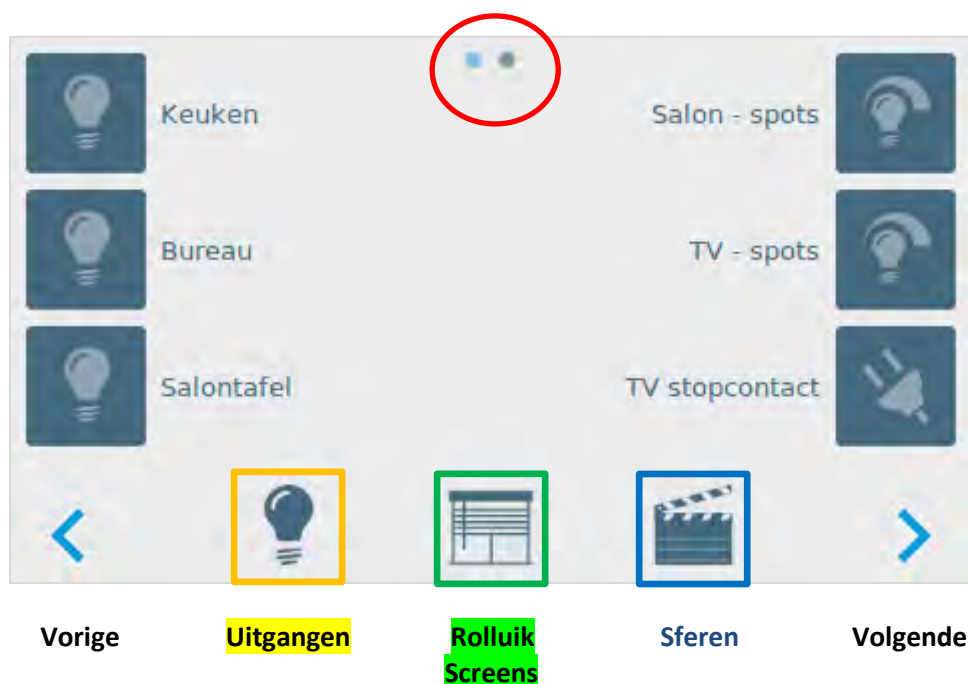 Keuken
Salon - spots
Bureau
TV - spots
Salontafel
TV stopcontact
Vorige
Uitgangen
Rolluik
Screens
Sferen
Volgende